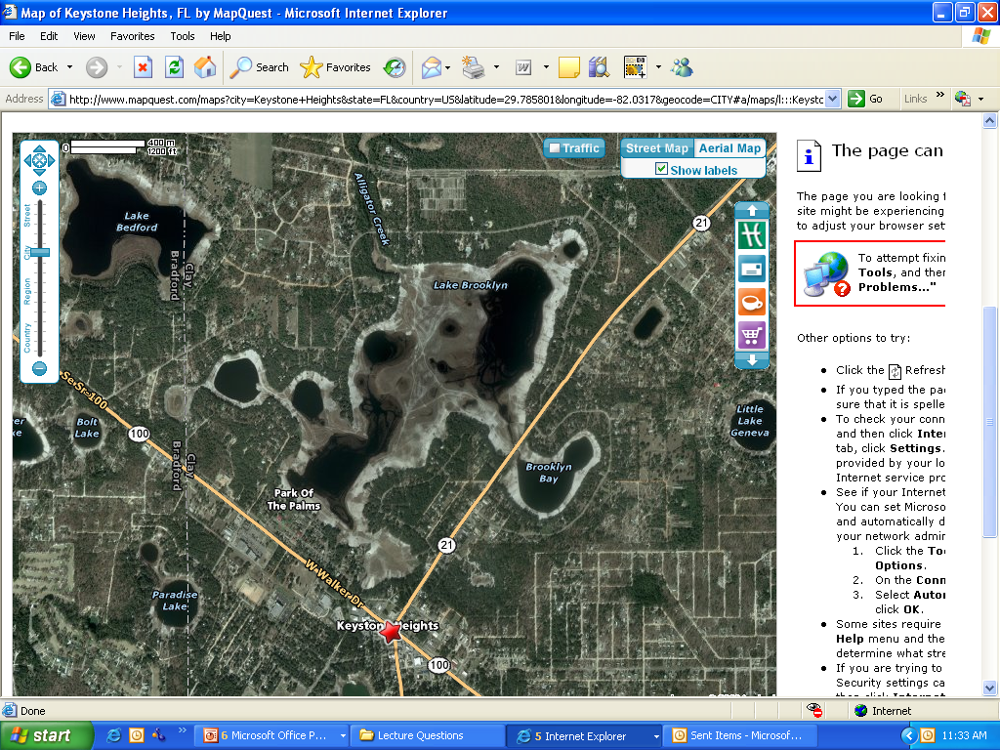 Map of Keystone Heights, FL by MapQuest - Microsoft Internet Explorer
File Edit View Favorites Tools Help
Back Search Favorites
Address http://www.mapquest.com/maps?city=Keystone+Heights&state=FL&country=US&latitude=29.785801&longitude=-82.0317&geocode=CITY#a/maps/l:::Keystc Go Links »
0 400 m
1200 ft
Traffic
Street Map Aerial Map
Show labels
Street
City
Region
Country
Lake
Bedford
Alligator Creek
Clay
Bradford
21
Lake Brooklyn
Se Sr-100
Bolt
Lake
100
Clay
Bradford
Little
Lake
Geneva
Brooklyn
Bay
Park Of
The Palms
21
W Walker Dr
Paradise
Lake
Keyston Heights
100
The page can
The page you are looking f
site might be experiencing
to adjust your browser set
To attempt fixin
Tools, and then
Problems..."
Other options to try:
Click the Refresh
If you typed the pag
sure that it is spelle
To check your conn
and then click Inter
tab, click Settings.
provided by your lo
Internet service pro
See if your Internet
You can set Microso
and automatically d
your network admin
1. Click the Too
Options.
2. On the Conn
3. Select Autor
click OK.
Some sites require
Help menu and the
determine what stre
If you are trying to
Security settings ca
then click Internet
Done
Internet
start » 6 Microsoft Office P... Lecture Questions 5 Internet Explorer Sent Items - Microsof... 11:33 AM